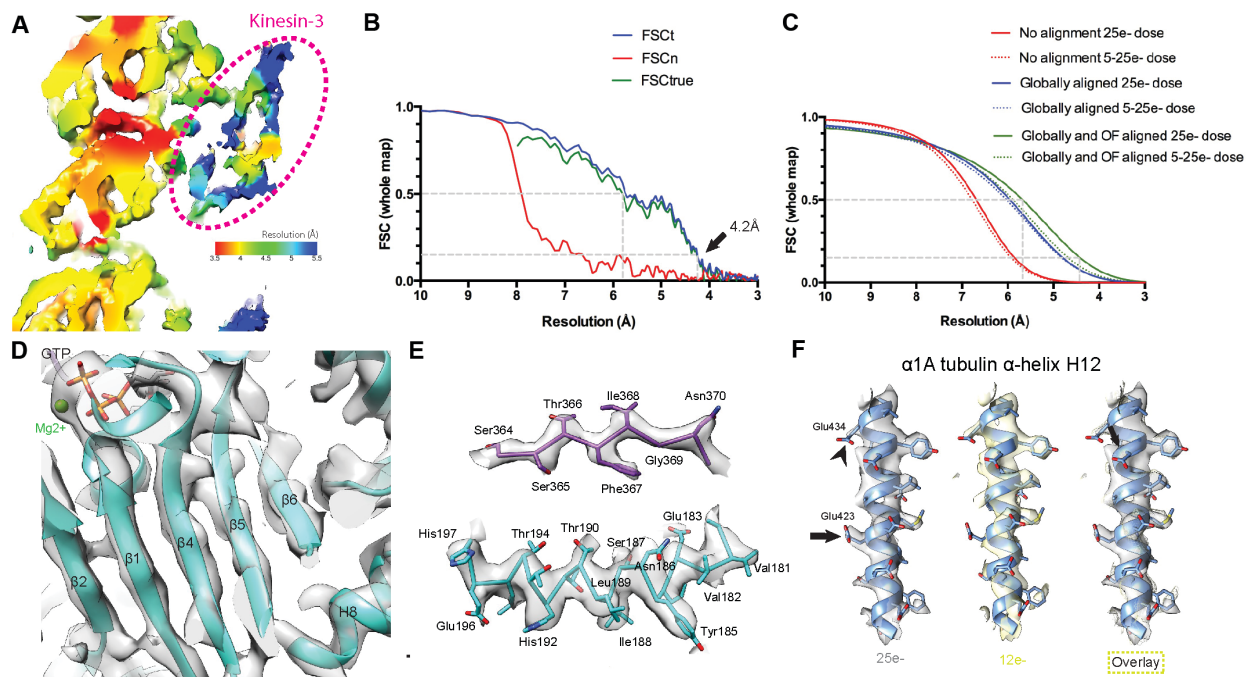 A
Kinesin-3
Resolution (Å)
3.5 4 4.5 5 5.5
B
FSCt
FSCn
FSCtrue
FSC (whole map)
1.0
0.5
0.0
4.2Å
10 9 8 7 6 5 4 3
Resolution (Å)
C
No alignment 25e- dose
No alignment 5-25e- dose
Globally aligned 25e- dose
Globally aligned 5-25e- dose
Globally and OF aligned 25e- dose
Globally and OF aligned 5-25e- dose
FSC (whole map)
1.0
0.5
0.0
10 9 8 7 6 5 4 3
Resolution (Å)
D
GTP
Mg2+
β2
β1
β4
β5
β6
H8
E
Ser364
Thr366
Ile368
Asn370
Ser365
Phe367
Gly369
His197
Thr194
Thr190
Ser187
Glu183
Asn186
Val181
Leu189
Val182
Glu196
His192
Ile188
Tyr185
F
α1A tubulin α-helix H12
Glu434
Glu423
25e-
12e-
Overlay